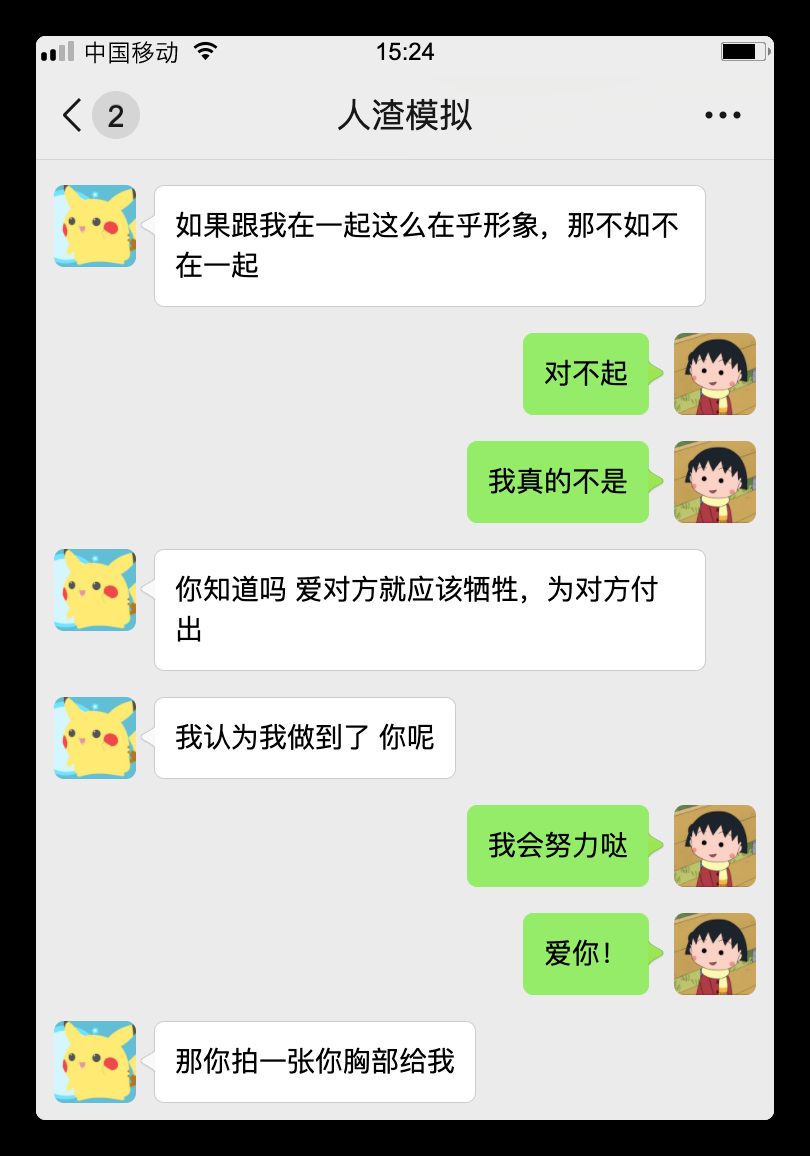 中国移动
15:24
2
人渣模拟
如果跟我在一起这么在乎形象，那不如不
在一起
对不起
我真的不是
你知道吗 爱对方就应该牺牲，为对方付
出
我认为我做到了 你呢
我会努力哒
爱你！
那你拍一张你胸部给我